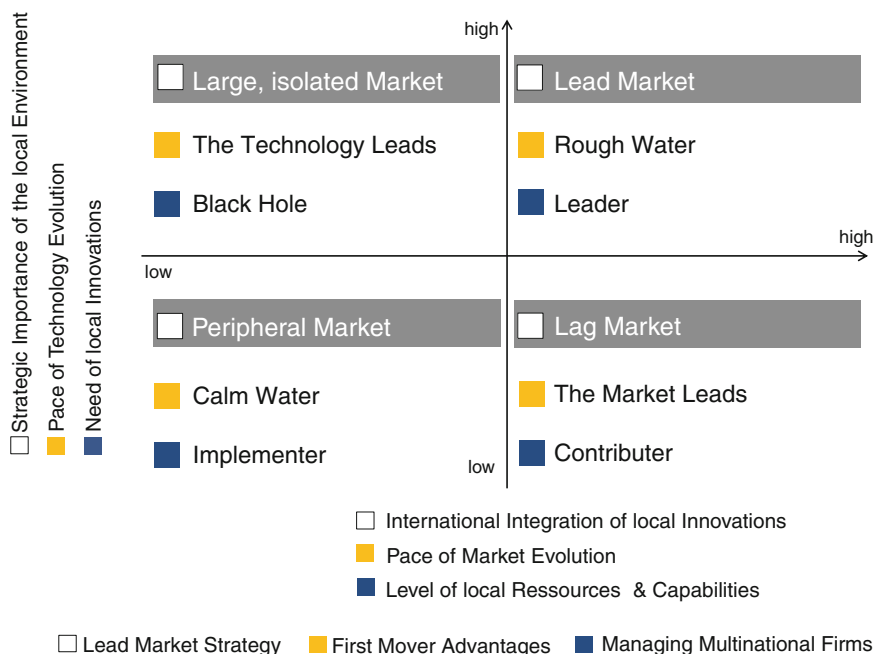 Strategic Importance of the local Environment
Pace of Technology Evolution
Need of local Innovations
high
Large, isolated Market
Lead Market
The Technology Leads
Rough Water
Black Hole
Leader
high
low
Peripheral Market
Lag Market
Calm Water
The Market Leads
Implementer
Contributer
low
International Integration of local Innovations
Pace of Market Evolution
Level of local Ressources & Capabilities
Lead Market Strategy
First Mover Advantages
Managing Multinational Firms